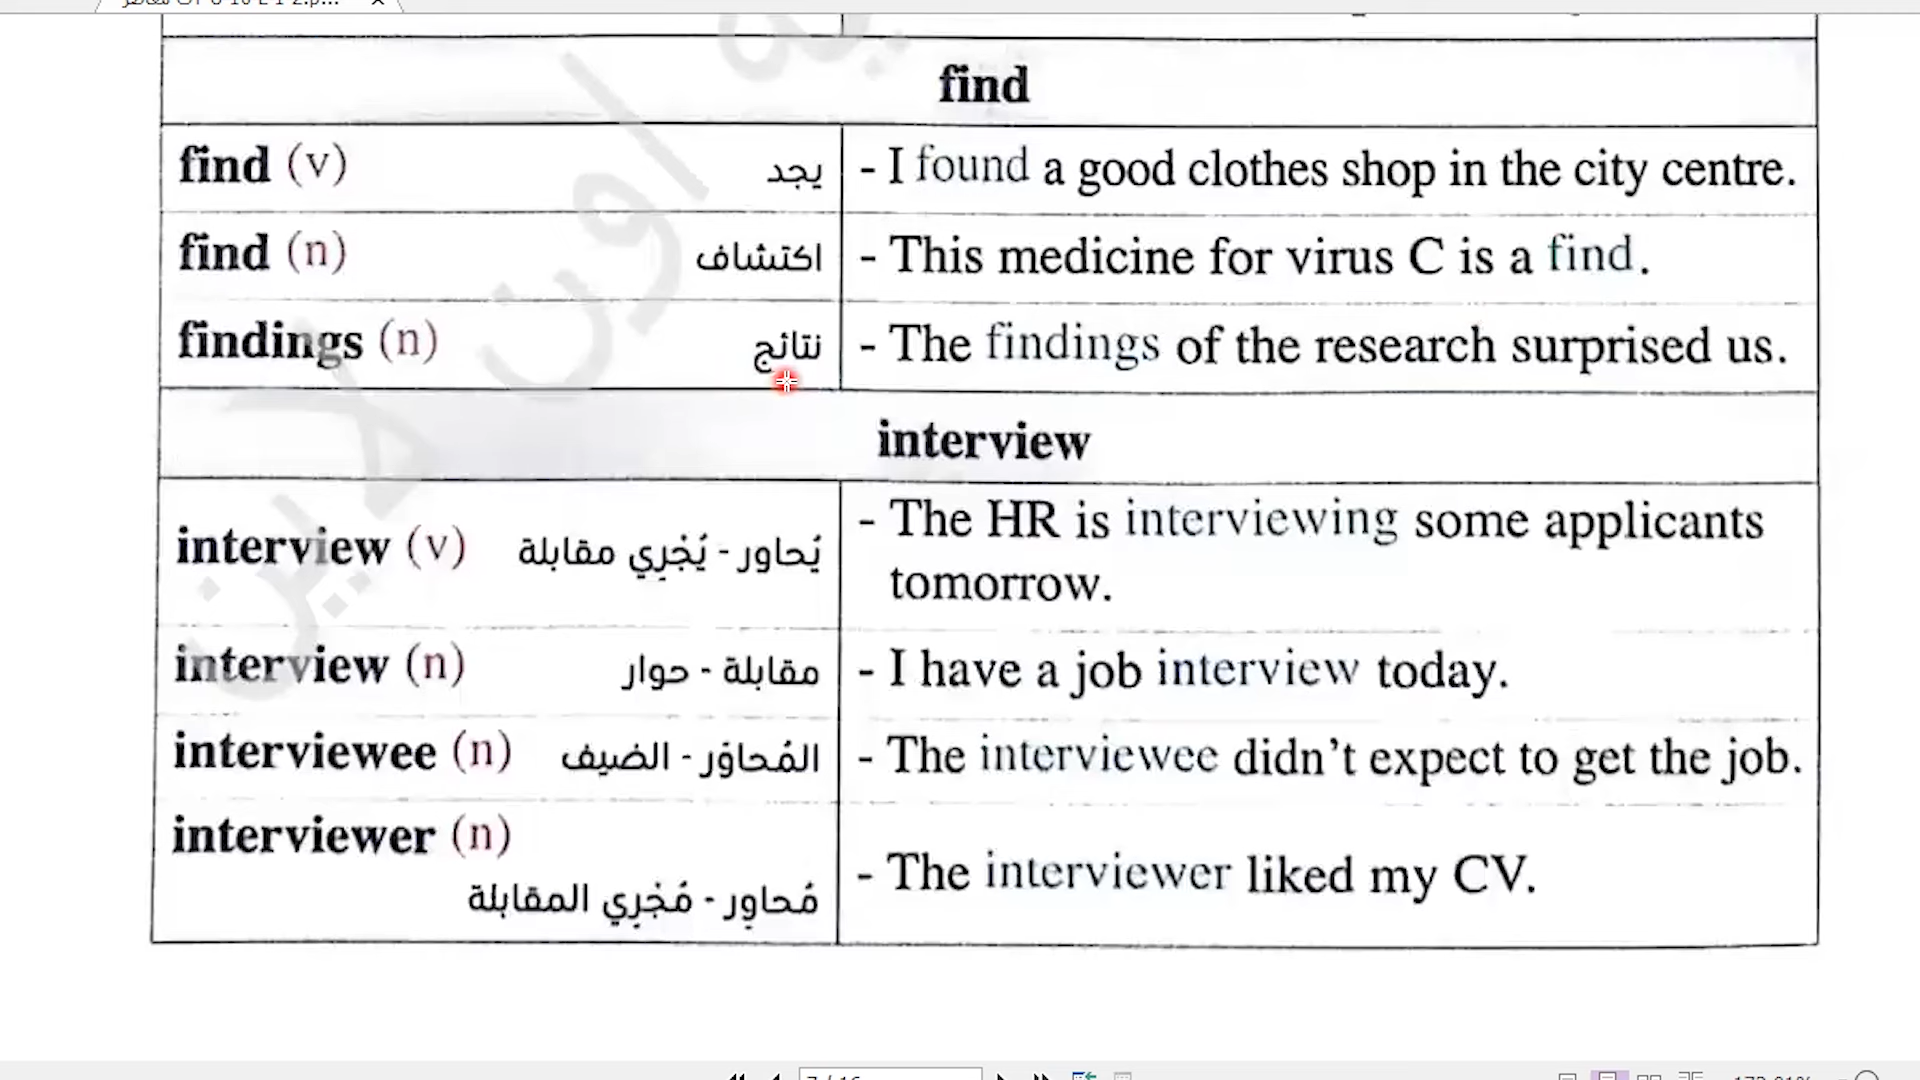 find
find (v) يجد
- I found a good clothes shop in the city centre.
find (n) اكتشاف
- This medicine for virus C is a find.
findings (n) نتائج
- The findings of the research surprised us.
interview
interview (v) يُحاور - يُجْرِي مقابلة
- The HR is interviewing some applicants
tomorrow.
interview (n) مقابلة - حوار
- I have a job interview today.
interviewee (n) المُحاوَر - الضيف
- The interviewee didn't expect to get the job.
interviewer (n)
مُحاوِر - مُجْرِي المقابلة
- The interviewer liked my CV.